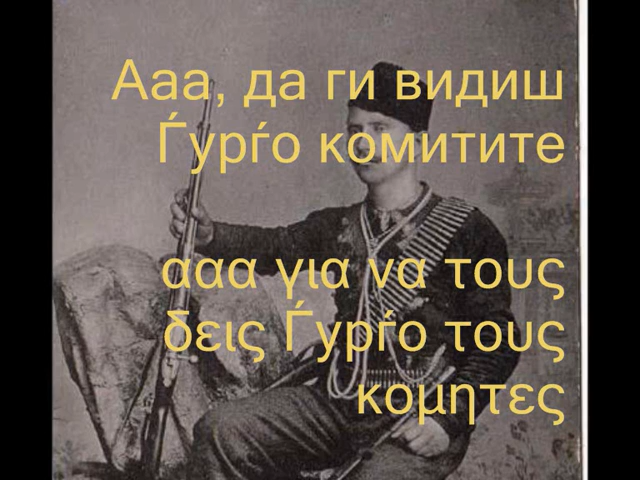 Ааа, да ги видиш
Ѓурѓо комитите
ααα για να τους
δεις Ѓурѓо τους
κομητες